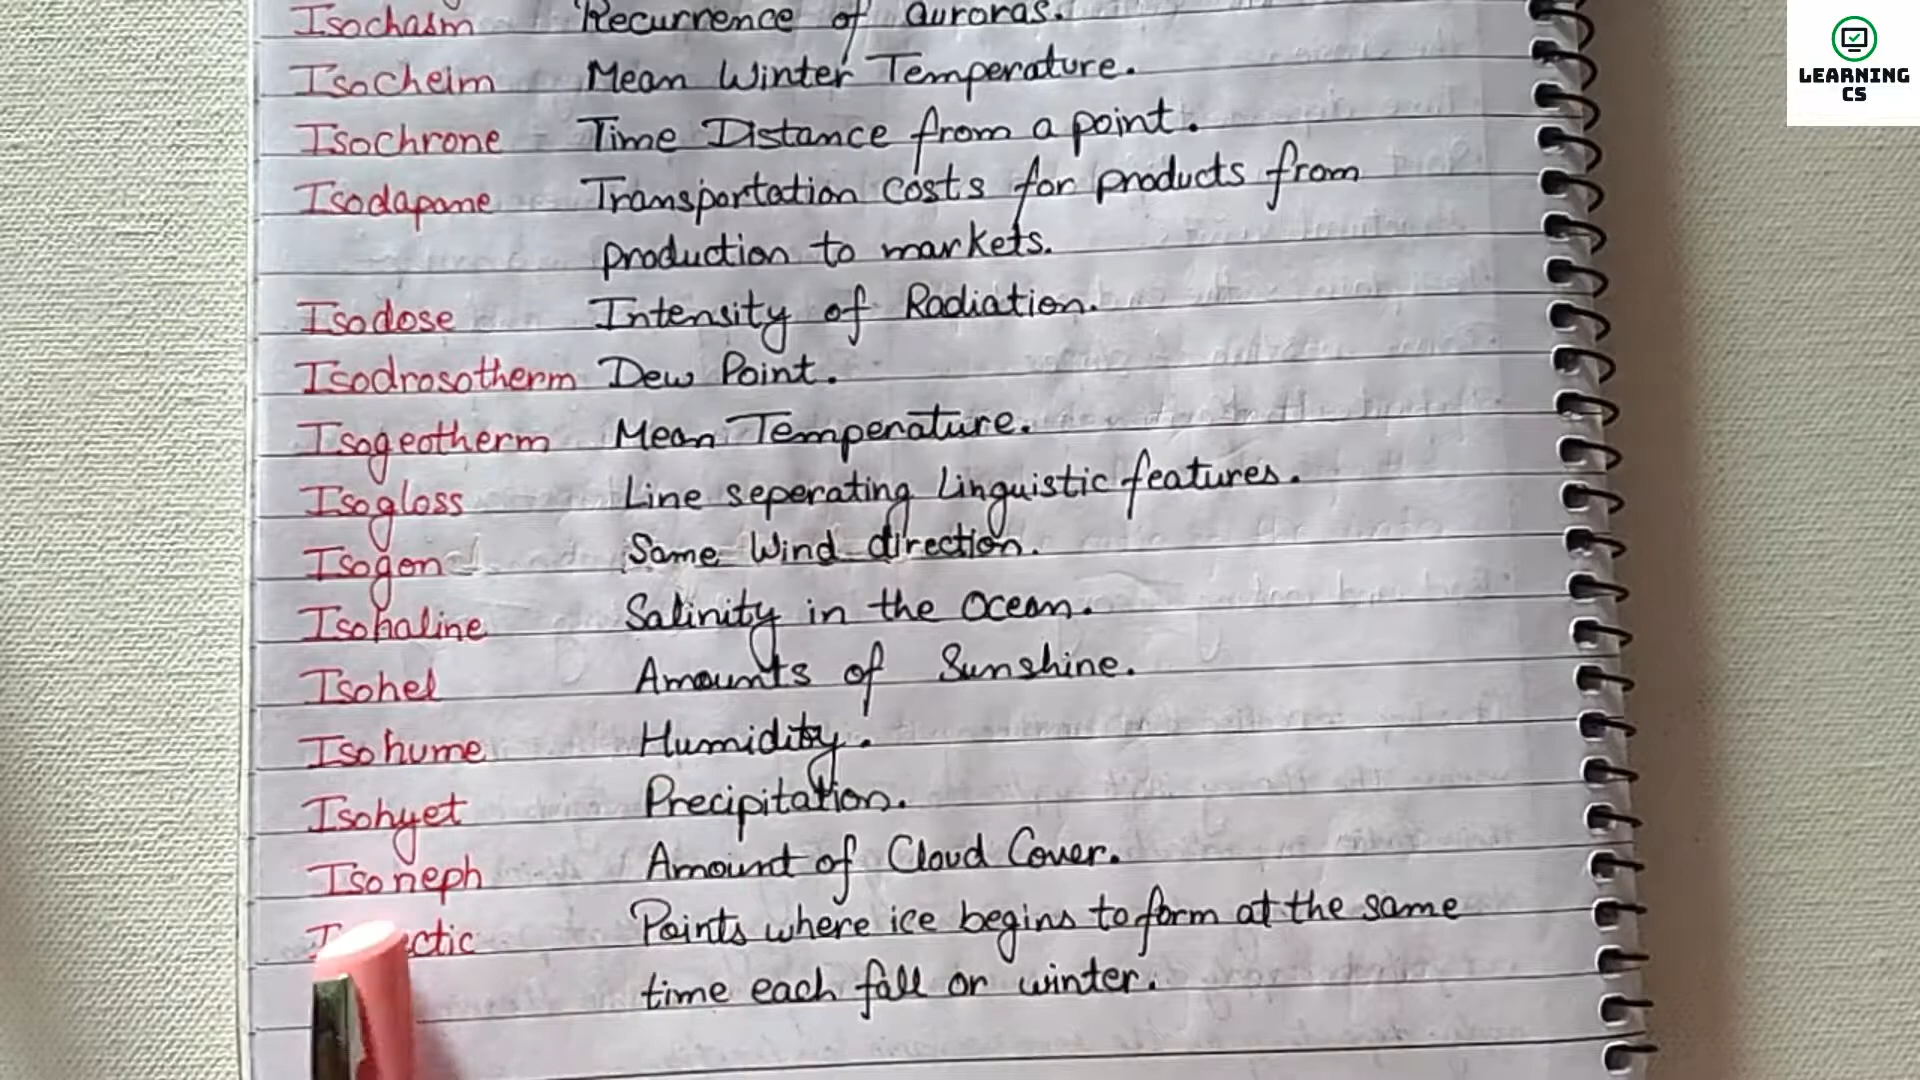 Isochasm Recurrence of auroras.
Isocheim Mean Winter Temperature.
Isochrone Time Distance from a point.
Isodapane Transportation Costs for products from
production to markets.
Isodose Intensity of Radiation.
Isodrosotherm Dew Point.
Isogeotherm Mean Temperature.
Isogloss Line seperating Linguistic features.
Isogon Same Wind direction.
Isohaline Salinity in the Ocean.
Isohel Amounts of Sunshine.
Isohume Humidity.
Isohyet Precipitation.
Isoneph Amount of Cloud Cover.
Points where ice begins to form at the same
time each fall or winter.
LEARNING
CS